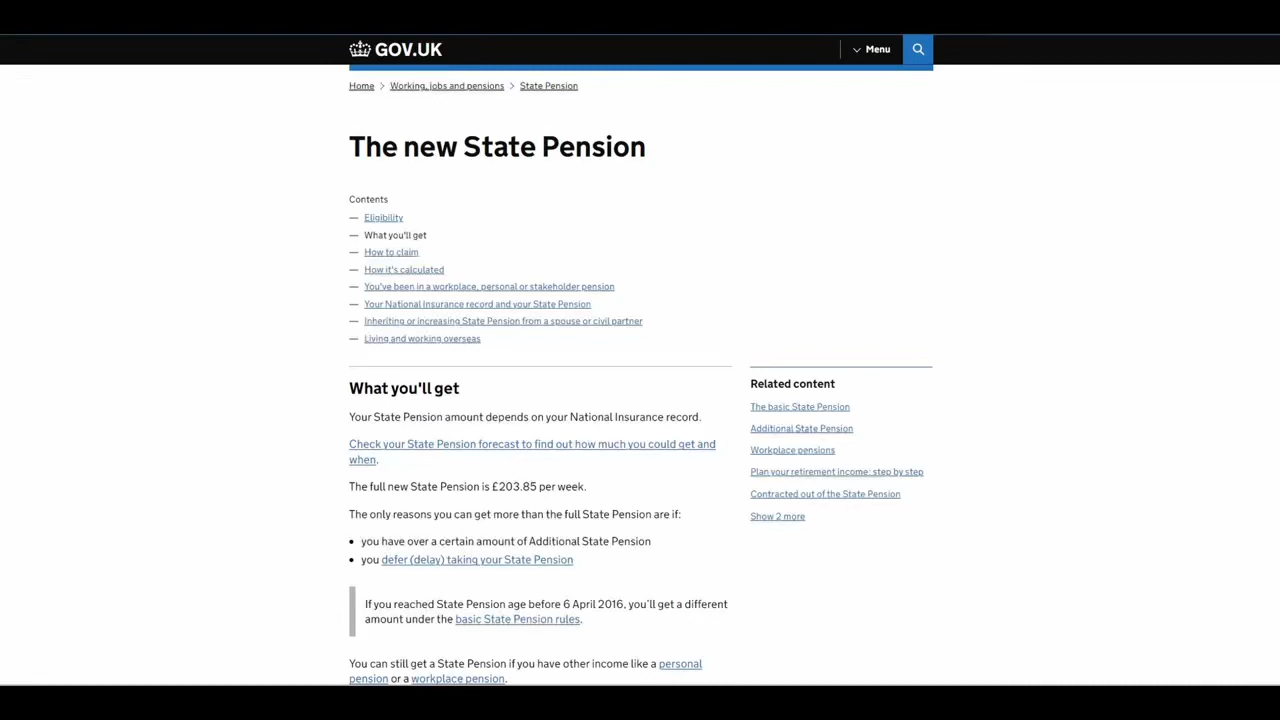 GOV.UK
Menu
Home > Working, jobs and pensions > State Pension
The new State Pension
Contents
— Eligibility
— What you'll get
— How to claim
— How it's calculated
— You've been in a workplace, personal or stakeholder pension
— Your National Insurance record and your State Pension
— Inheriting or increasing State Pension from a spouse or civil partner
— Living and working overseas
What you'll get
Your State Pension amount depends on your National Insurance record.
Check your State Pension forecast to find out how much you could get and
when.
The full new State Pension is £203.85 per week.
The only reasons you can get more than the full State Pension are if:
• you have over a certain amount of Additional State Pension
• you defer (delay) taking your State Pension
If you reached State Pension age before 6 April 2016, you'll get a different
amount under the basic State Pension rules.
You can still get a State Pension if you have other income like a personal
pension or a workplace pension.
Related content
The basic State Pension
Additional State Pension
Workplace pensions
Plan your retirement income: step by step
Contracted out of the State Pension
Show 2 more